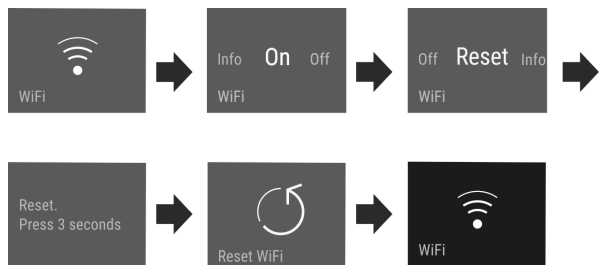 WiFi
Info On Off
WiFi
Off Reset Info
WiFi
Reset.
Press 3 seconds
Reset WiFi
WiFi